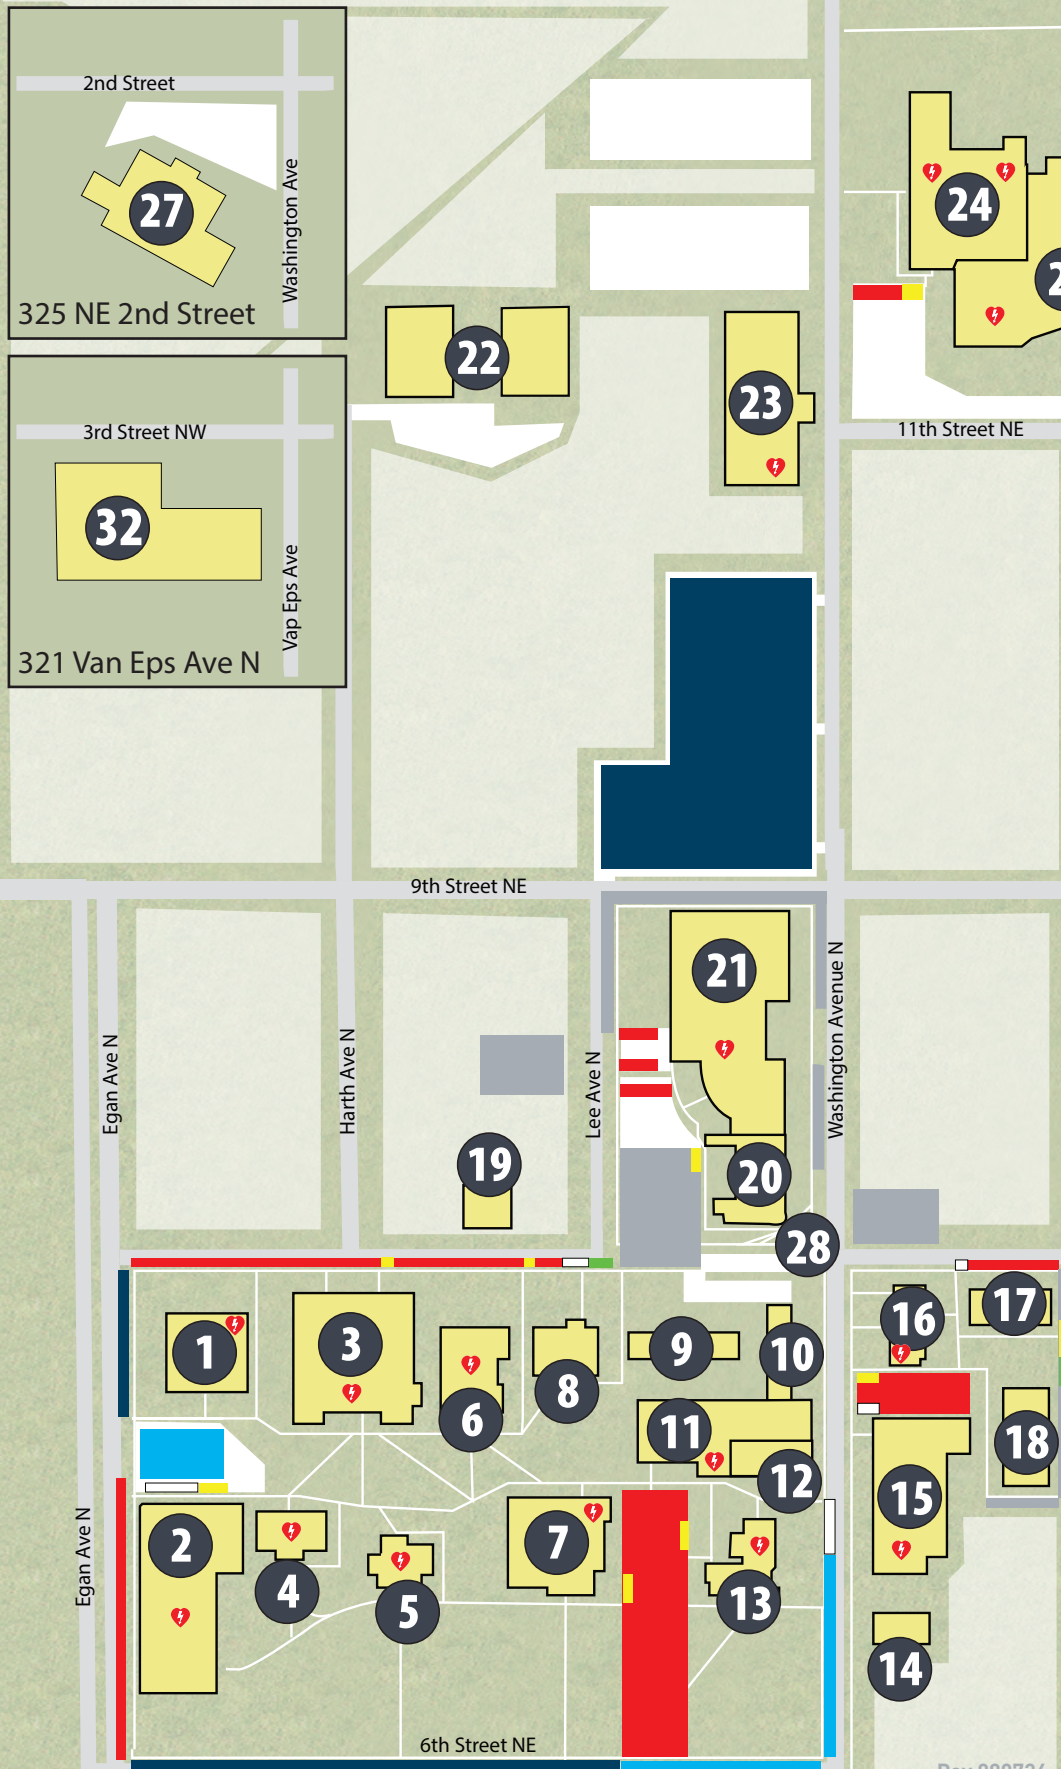 2nd Street
Washington Ave
27
325 NE 2nd Street
3rd Street NW
32
Vap Eps Ave
321 Van Eps Ave N
22
23
24
2
11th Street NE
9th Street NE
21
Egan Ave N
Harth Ave N
Lee Ave N
Washington Avenue N
19
20
28
1
3
6
8
9
10
16
17
11
12
18
15
2
4
5
7
13
14
Egan Ave N
6th Street NE